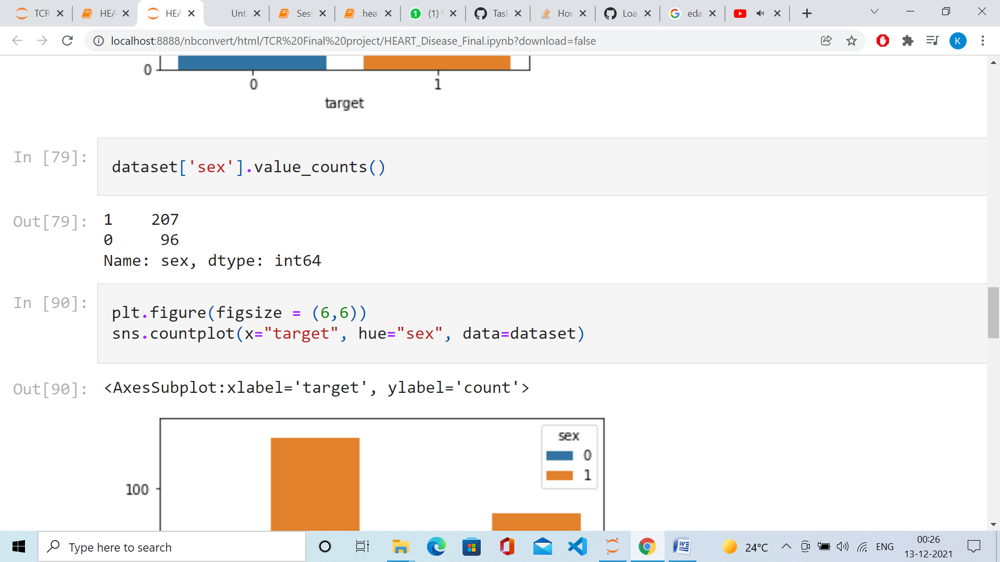 TCR
HEA
HEA
Unt
Ses
hea
(1)
Task
How
Loa
eda
localhost:8888/nbconvert/html/TCR%20Final%20project/HEART_Disease_Final.ipynb?download=false
K
0
0 1
target
In [79]:
dataset['sex'].value_counts()
Out[79]:
1 207
0 96
Name: sex, dtype: int64
In [90]:
plt.figure(figsize = (6,6))
sns.countplot(x="target", hue="sex", data=dataset)
Out[90]:
<AxesSubplot:xlabel='target', ylabel='count'>
sex
0
1
100
Type here to search
24°C
ENG
00:26
13-12-2021